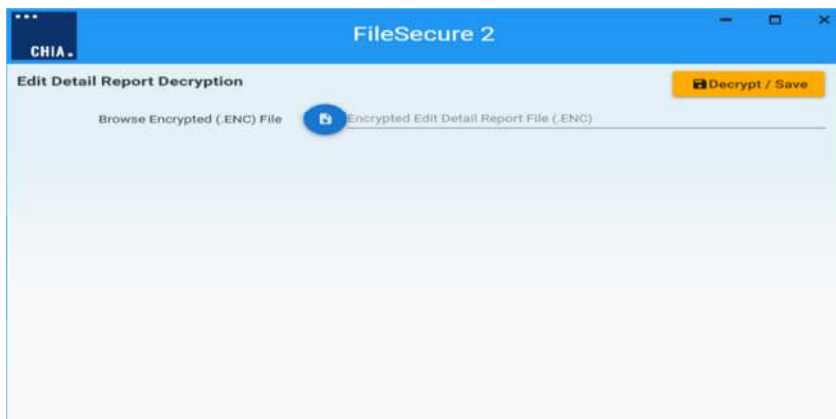 FileSecure 2
CHIA.
Edit Detail Report Decryption
Decrypt / Save
Browse Encrypted (.ENC) File
Encrypted Edit Detail Report File (.ENC)